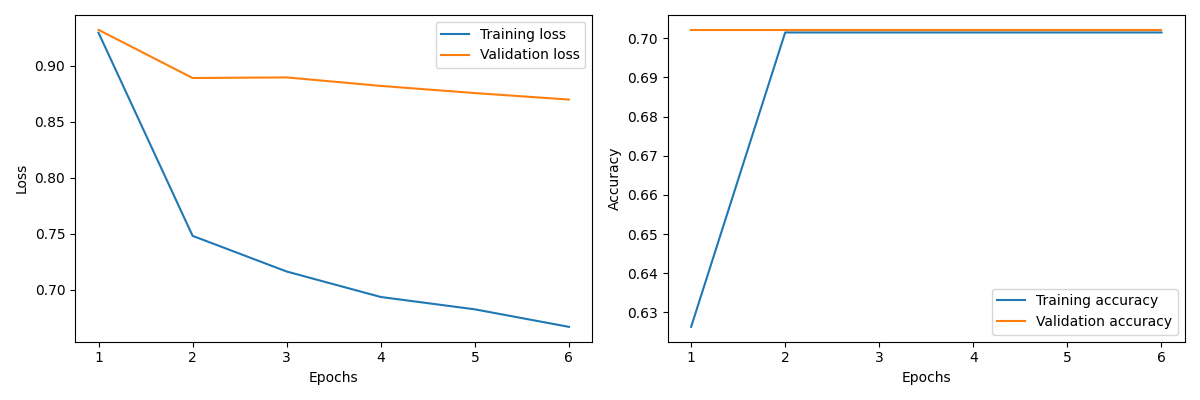 Training loss
Validation loss
0.90
0.85
0.80
0.75
0.70
Loss
1 2 3 4 5 6
Epochs
0.70
0.69
0.68
0.67
0.66
0.65
0.64
0.63
Accuracy
Training accuracy
Validation accuracy
1 2 3 4 5 6
Epochs